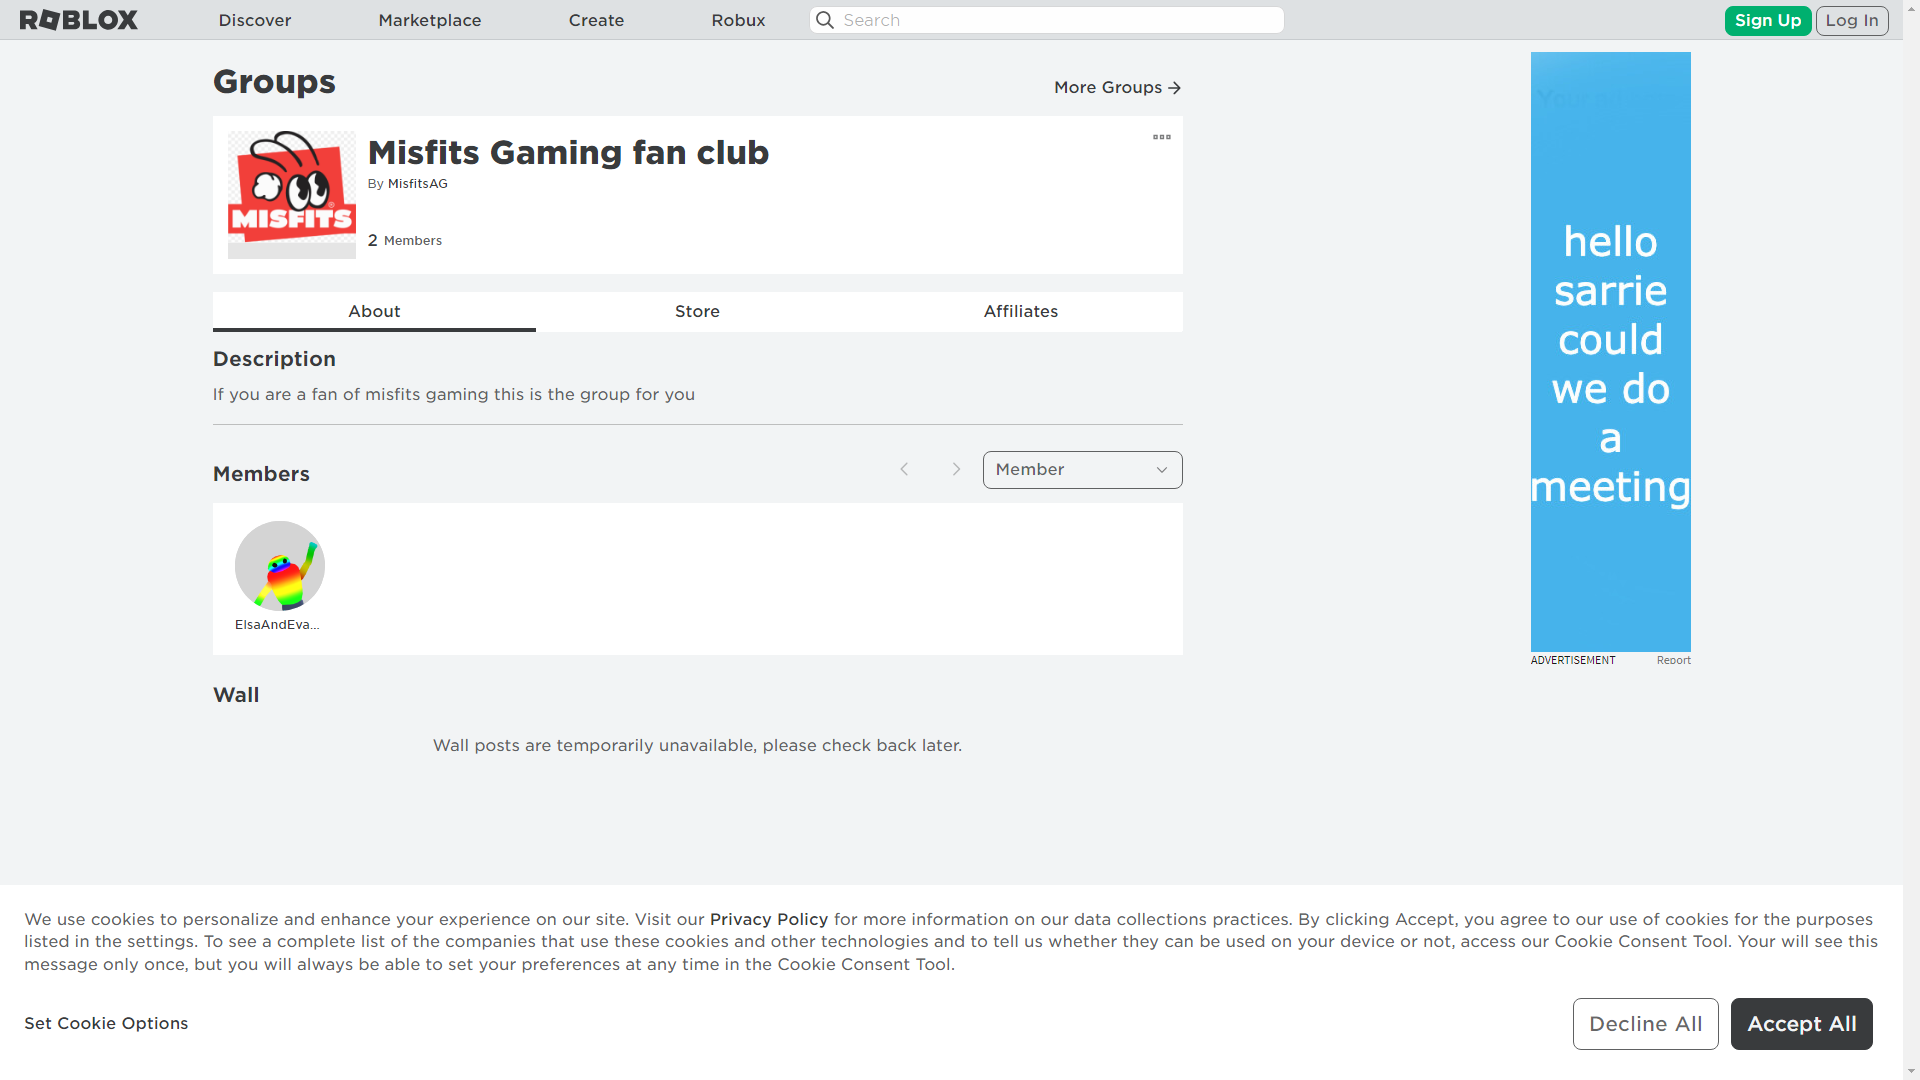 ROBLOX
Discover
Marketplace
Create
Robux
Search
Sign Up
Log In
Groups
More Groups
MISFITS
Misfits Gaming fan club
By MisfitsAG
2 Members
About
Store
Affiliates
Description
If you are a fan of misfits gaming this is the group for you
Members
Member
ElsaAndEva...
Wall
Wall posts are temporarily unavailable, please check back later.
hello
sarrie
could
we do
a
meeting
ADVERTISEMENT
Report
We use cookies to personalize and enhance your experience on our site. Visit our Privacy Policy for more information on our data collections practices. By clicking Accept, you agree to our use of cookies for the purposes
listed in the settings. To see a complete list of the companies that use these cookies and other technologies and to tell us whether they can be used on your device or not, access our Cookie Consent Tool. Your will see this
message only once, but you will always be able to set your preferences at any time in the Cookie Consent Tool.
Set Cookie Options
Decline All
Accept All